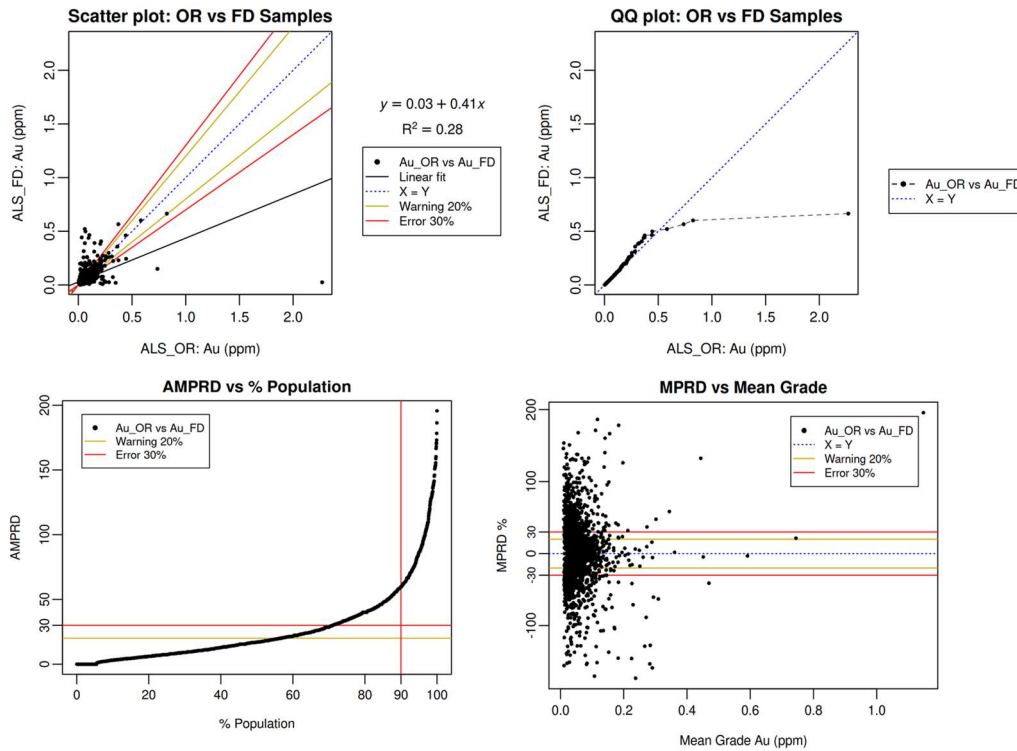 Scatter plot: OR vs FD Samples
ALS_FD: Au (ppm)
2.0
1.5
1.0
0.5
0.0
0.0 0.5 1.0 1.5 2.0
ALS_OR: Au (ppm)
y = 0.03 + 0.41x
R² = 0.28
Au_OR vs Au_FD
Linear fit
X = Y
Warning 20%
Error 30%
QQ plot: OR vs FD Samples
ALS_FD: Au (ppm)
2.0
1.5
1.0
0.5
0.0
0.0 0.5 1.0 1.5 2.0
ALS_OR: Au (ppm)
Au_OR vs Au_FD
X = Y
AMPRD vs % Population
AMPRD
200
150
100
50
30
0
0 20 40 60 80 90 100
% Population
Au_OR vs Au_FD
Warning 20%
Error 30%
MPRD vs Mean Grade
MPRD %
200
100
30
0
-30
-100
0.0 0.2 0.4 0.6 0.8 1.0
Mean Grade Au (ppm)
Au_OR vs Au_FD
X = Y
Warning 20%
Error 30%